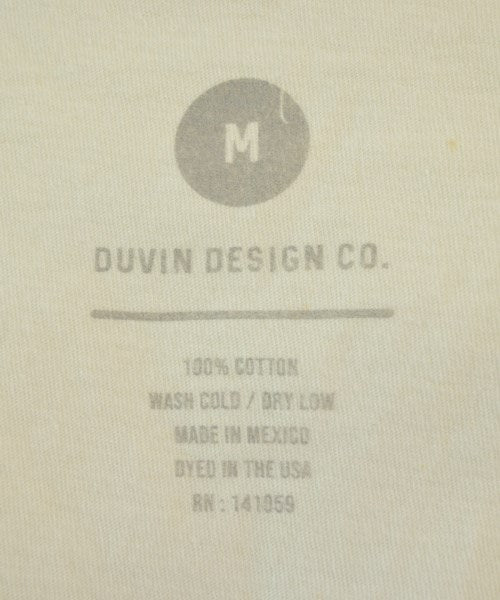 M
DUVIN DESIGN CO.
100% COTTON
WASH COLD / DRY LOW
MADE IN MEXICO
DYED IN THE USA
RN : 141059